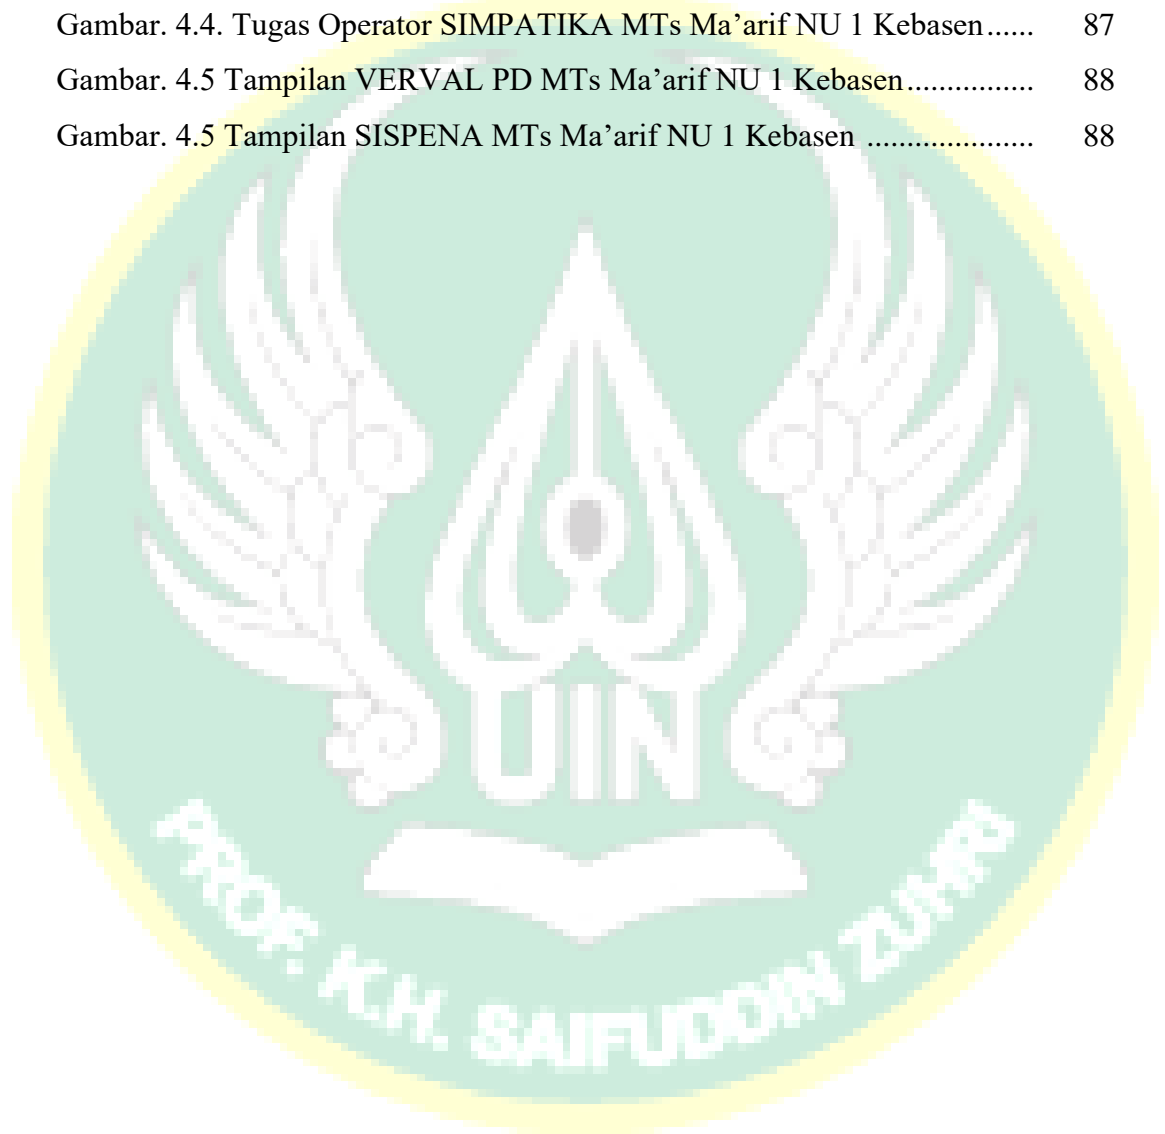 Gambar. 4.4. Tugas Operator SIMPATIKA MTs Ma’arif NU 1 Kebasen...... 87
Gambar. 4.5 Tampilan VERVAL PD MTs Ma’arif NU 1 Kebasen................ 88
Gambar. 4.5 Tampilan SISPENA MTs Ma’arif NU 1 Kebasen ..................... 88
UIN
PROF. K.H. SAIFUDDIN ZUHRI